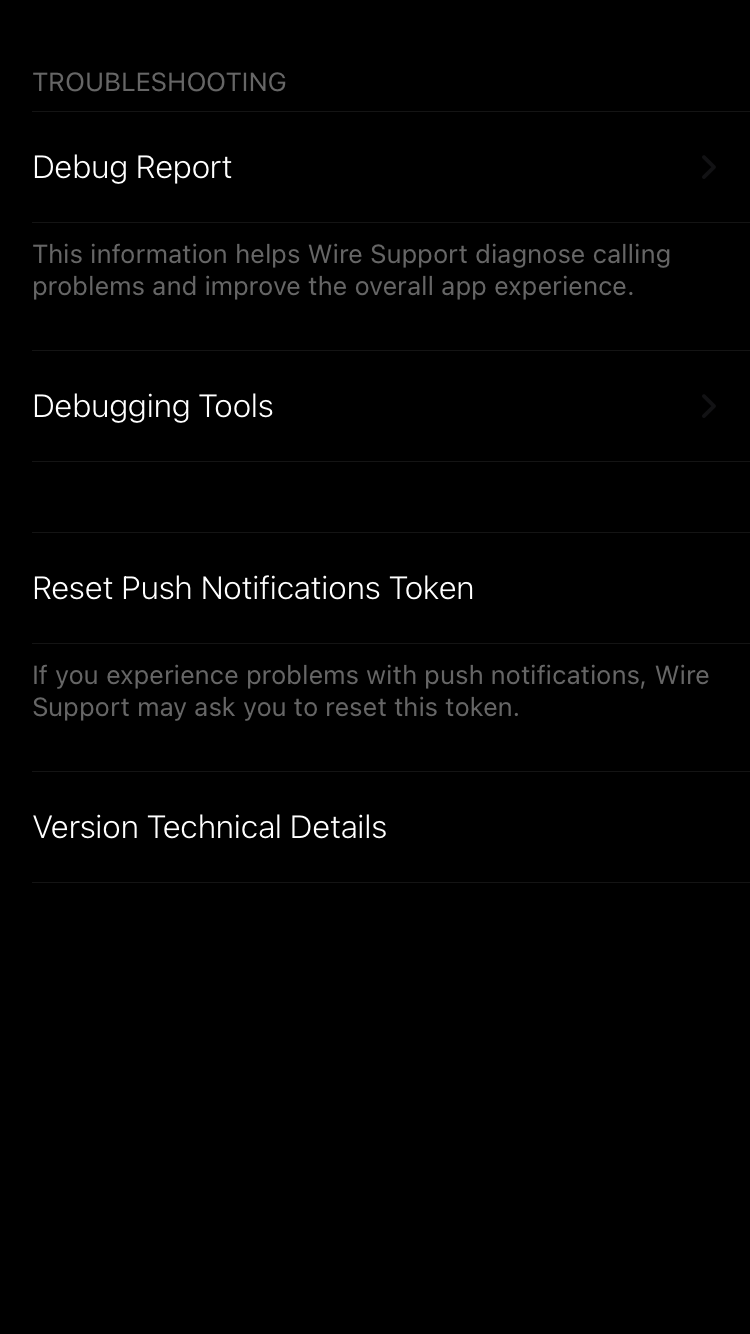 TROUBLESHOOTING
Debug Report
This information helps Wire Support diagnose calling
problems and improve the overall app experience.
Debugging Tools
Reset Push Notifications Token
If you experience problems with push notifications, Wire
Support may ask you to reset this token.
Version Technical Details